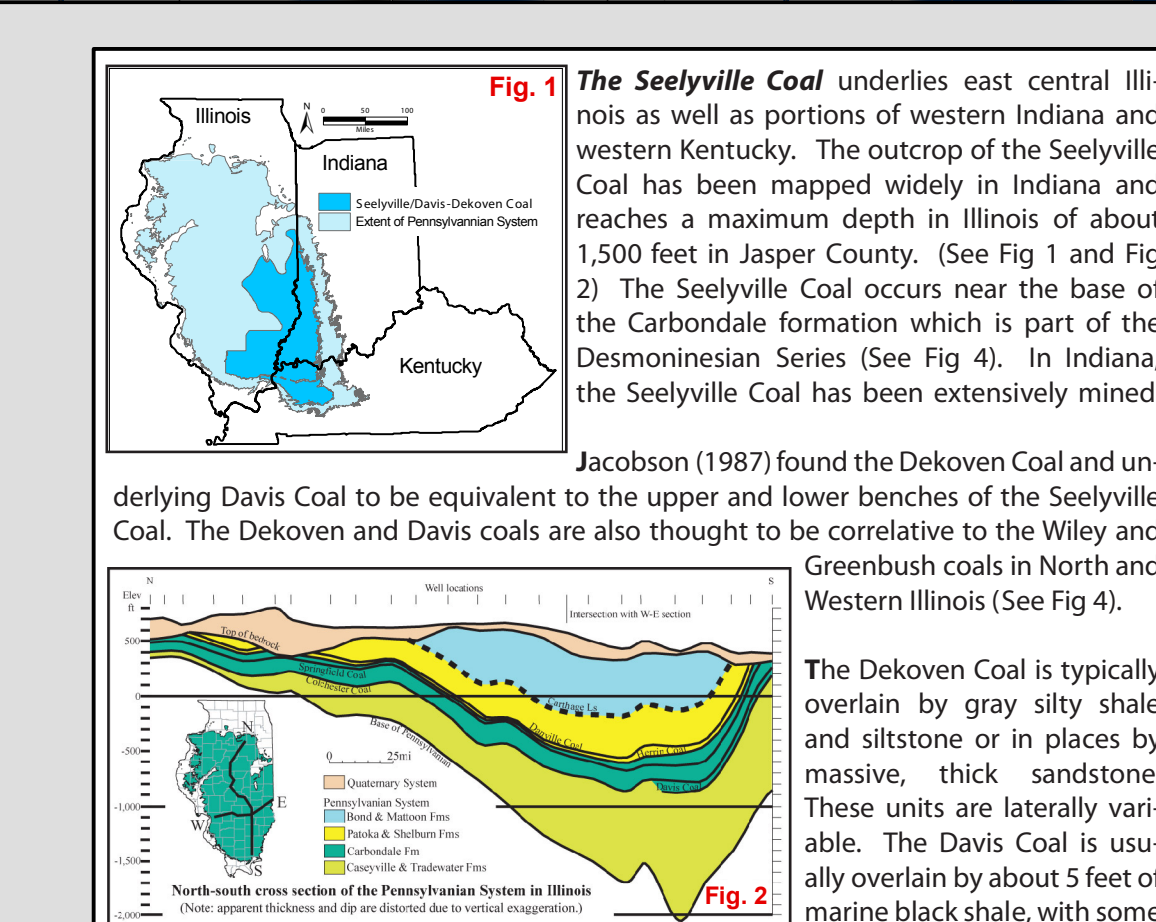 Fig. 1
Illinois
N
0 50 100
Miles
Indiana
Seelyville/Davis-Dekoven Coal
Extent of Pennsylvannian System
Kentucky
The Seelyville Coal underlies east central Illi-
nois as well as portions of western Indiana and
western Kentucky. The outcrop of the Seelyville
Coal has been mapped widely in Indiana and
reaches a maximum depth in Illinois of about
1,500 feet in Jasper County. (See Fig 1 and Fig
2) The Seelyville Coal occurs near the base of
the Carbondale formation which is part of the
Desmoninesian Series (See Fig 4). In Indiana,
the Seelyville Coal has been extensively mined
Jacobson (1987) found the Dekoven Coal and un-
derlying Davis Coal to be equivalent to the upper and lower benches of the Seelyville
Coal. The Dekoven and Davis coals are also thought to be correlative to the Wiley and
Greenbush coals in North and
Western Illinois (See Fig 4).
The Dekoven Coal is typically
overlain by gray silty shale
and siltstone or in places by
massive, thick sandstone
These units are laterally vari-
able. The Davis Coal is usu-
ally overlain by about 5 feet of
marine black shale, with some
N
S
Elev
ft
Well locations
Intersection with W-E section
500
0
-500
-1,000
-1,500
-2,000
Top of bedrock
Springfield Coal
Colchester Coal
Base of Pennsylvanian
Carthage Ls
Danville Coal
Herrin Coal
Davis Coal
N
E
W
S
0 25mi
Quaternary System
Pennsylvanian System
Bond & Mattoon Fms
Patoka & Shelburn Fms
Carbondale Fm
Caseyville & Tradewater Fms
North-south cross section of the Pennsylvanian System in Illinois
(Note: apparent thickness and dip are distorted due to vertical exaggeration.)
Fig. 2